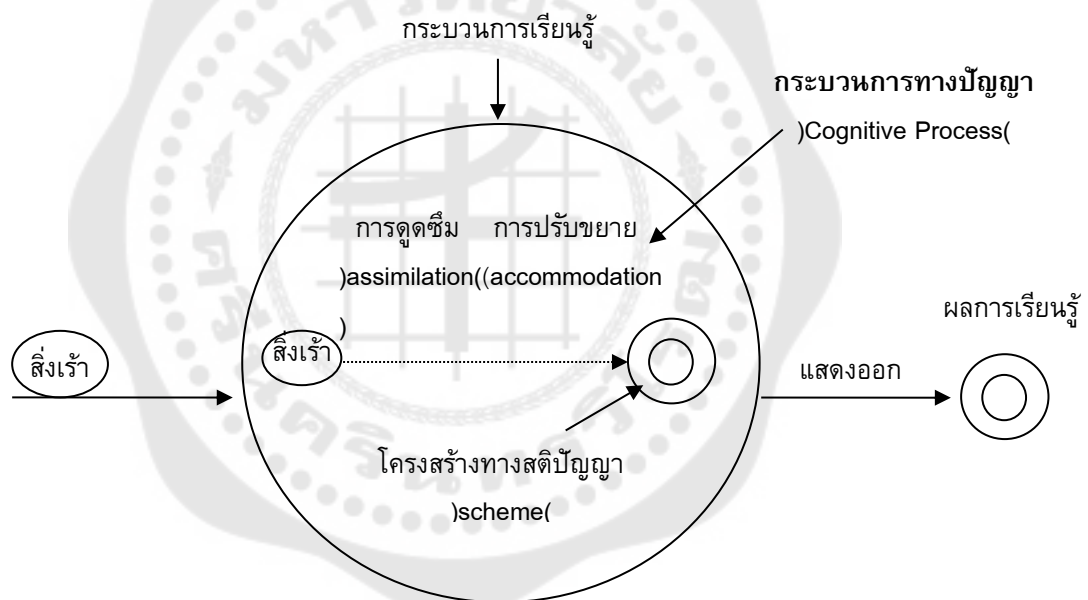 กระบวนการเรียนรู้
กระบวนการทางปัญญา
)Cognitive Process(
การดูดซึม การปรับขยาย
)assimilation((accommodation
)
สิ่งเร้า
สิ่งเร้า
ผลการเรียนรู้
แสดงออก
โครงสร้างทางสติปัญญา
)scheme(